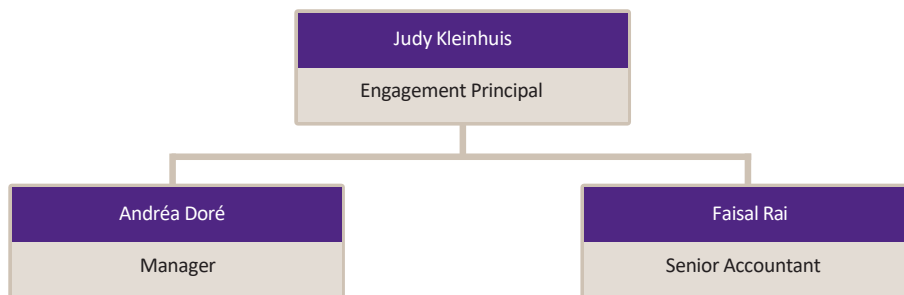 Judy Kleinhuis
Engagement Principal
Andréa Doré
Manager
Faisal Rai
Senior Accountant